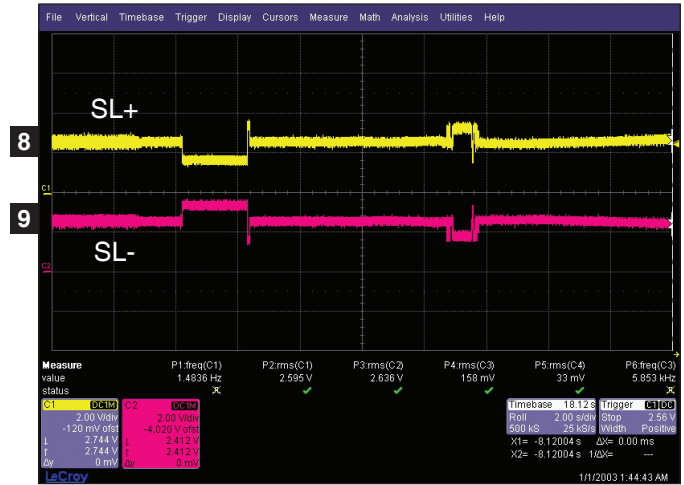 File Vertical Timebase Trigger Display Cursors Measure Math Analysis Utilities Help
SL+
8
C1
9
SL-
C2
Measure P1:freq(C1) P2:rms(C1) P3:rms(C2) P4:rms(C3) P5:rms(C4) P6:freq(C3)
value 1.4836 Hz 2.595 V 2.636 V 158 mV 33 mV 5.853 kHz
status
C1 DC1M
2.00 V/div
-120 mV ofst
↓ 2.744 V
↑ 2.744 V
Δy 0 mV
C2 DC1M
2.00 V/div
-4.020 V ofst
↓ 2.412 V
↑ 2.412 V
Δy 0 mV
Timebase 18.12 s
Roll 2.00 s/div
500 kS 25 kS/s
Trigger C1 DC
Stop 2.56 V
Width Positive
X1= -8.12004 s ΔX= 0.00 ms
X2= -8.12004 s 1/ΔX= ---
LeCroy
1/1/2003 1:44:43 AM